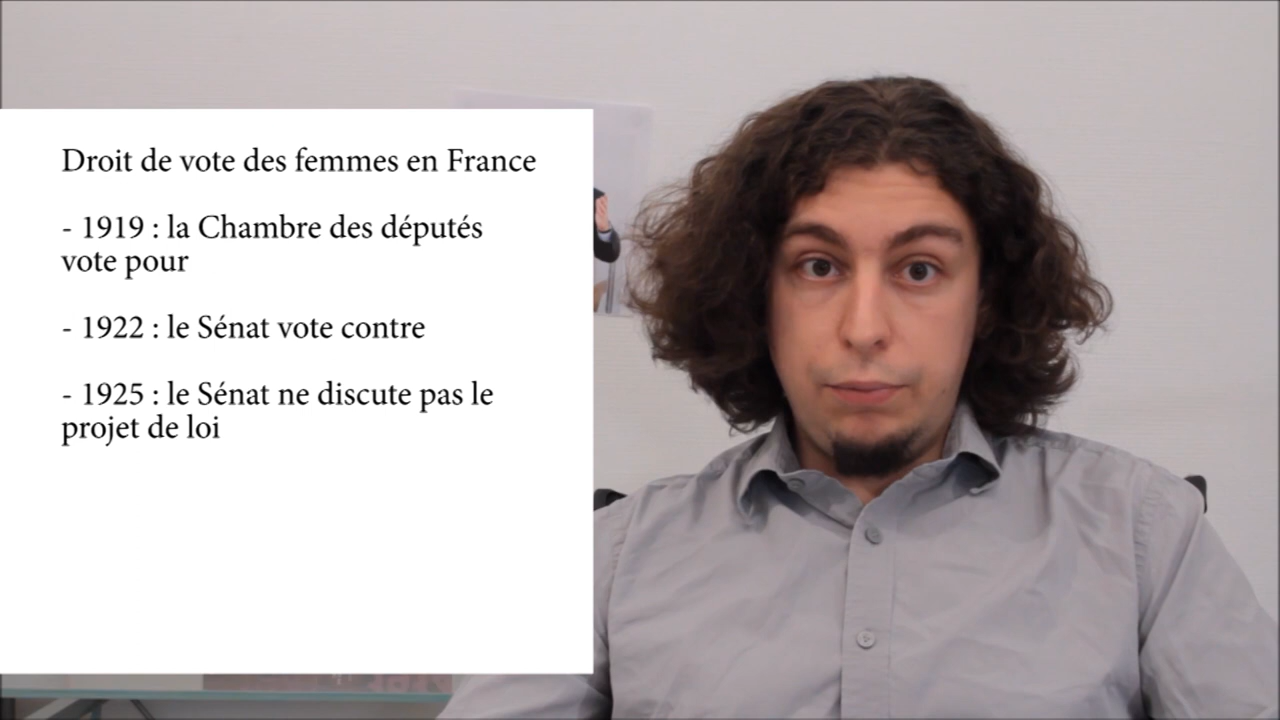 Droit de vote des femmes en France
- 1919 : la Chambre des députés
vote pour
- 1922 : le Sénat vote contre
- 1925 : le Sénat ne discute pas le
projet de loi